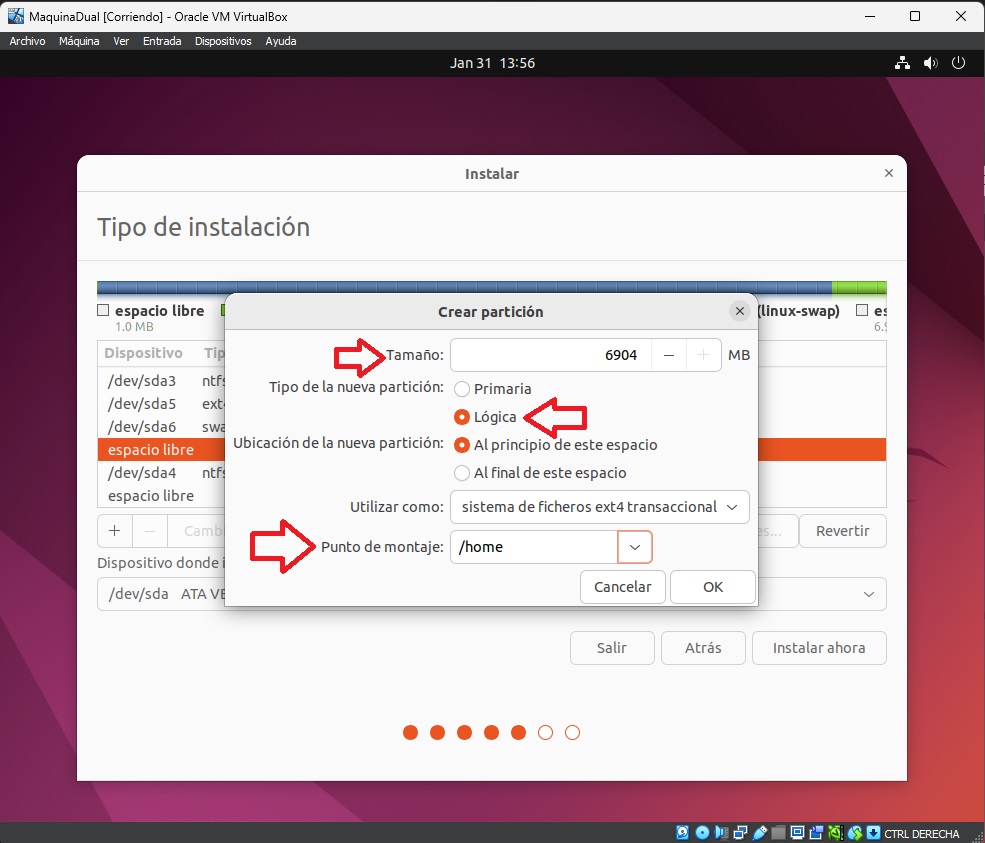 MaquinaDual [Corriendo] - Oracle VM VirtualBox
Archivo Máquina Ver Entrada Dispositivos Ayuda
Jan 31 13:56
Instalar
Tipo de instalación
espacio libre
1.0 MB
(linux-swap)
es
6.9
Crear partición
Tamaño: 6904 MB
Tipo de la nueva partición: Primaria
Lógica
Ubicación de la nueva partición: Al principio de este espacio
Al final de este espacio
Utilizar como: sistema de ficheros ext4 transaccional
Punto de montaje: /home
Cancelar OK
Dispositivo Tip
/dev/sda3 ntfs
/dev/sda5 ext4
/dev/sda6 swa
espacio libre
/dev/sda4 ntfs
espacio libre
+ − Cambi es... Revertir
Dispositivo donde i
/dev/sda ATA VB
Salir Atrás Instalar ahora
CTRL DERECHA